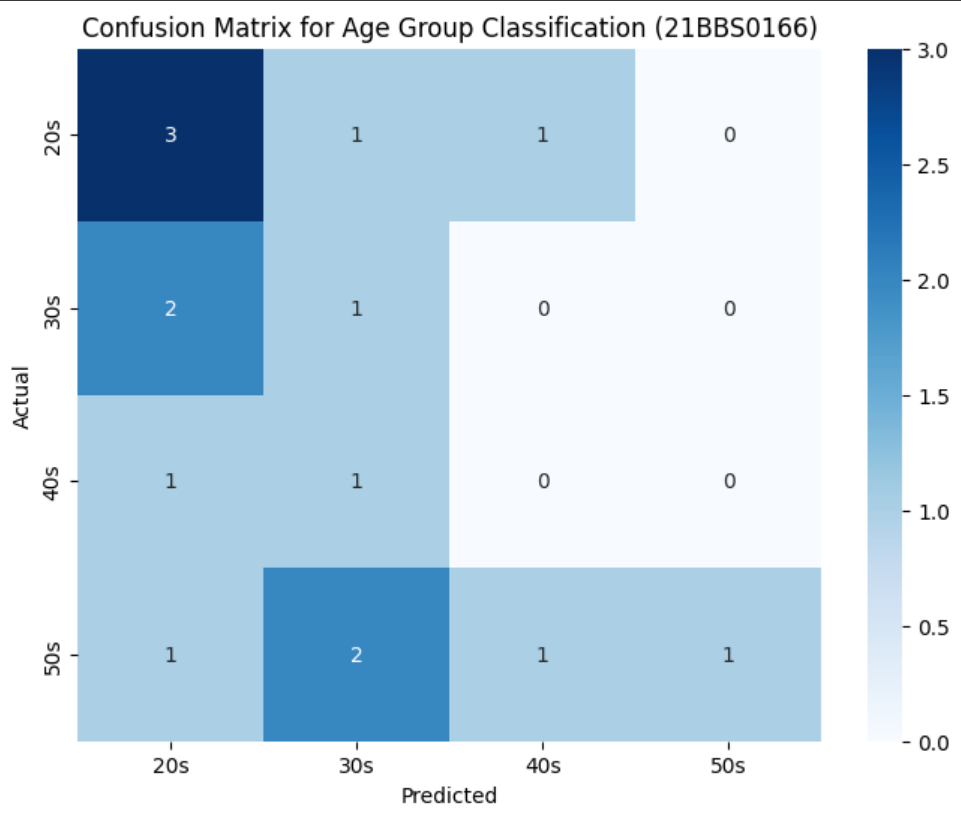 Confusion Matrix for Age Group Classification (21BBS0166)
20s 3 1 1 0
30s 2 1 0 0
40s 1 1 0 0
50s 1 2 1 1
20s 30s 40s 50s
Actual
Predicted
3.0
2.5
2.0
1.5
1.0
0.5
0.0